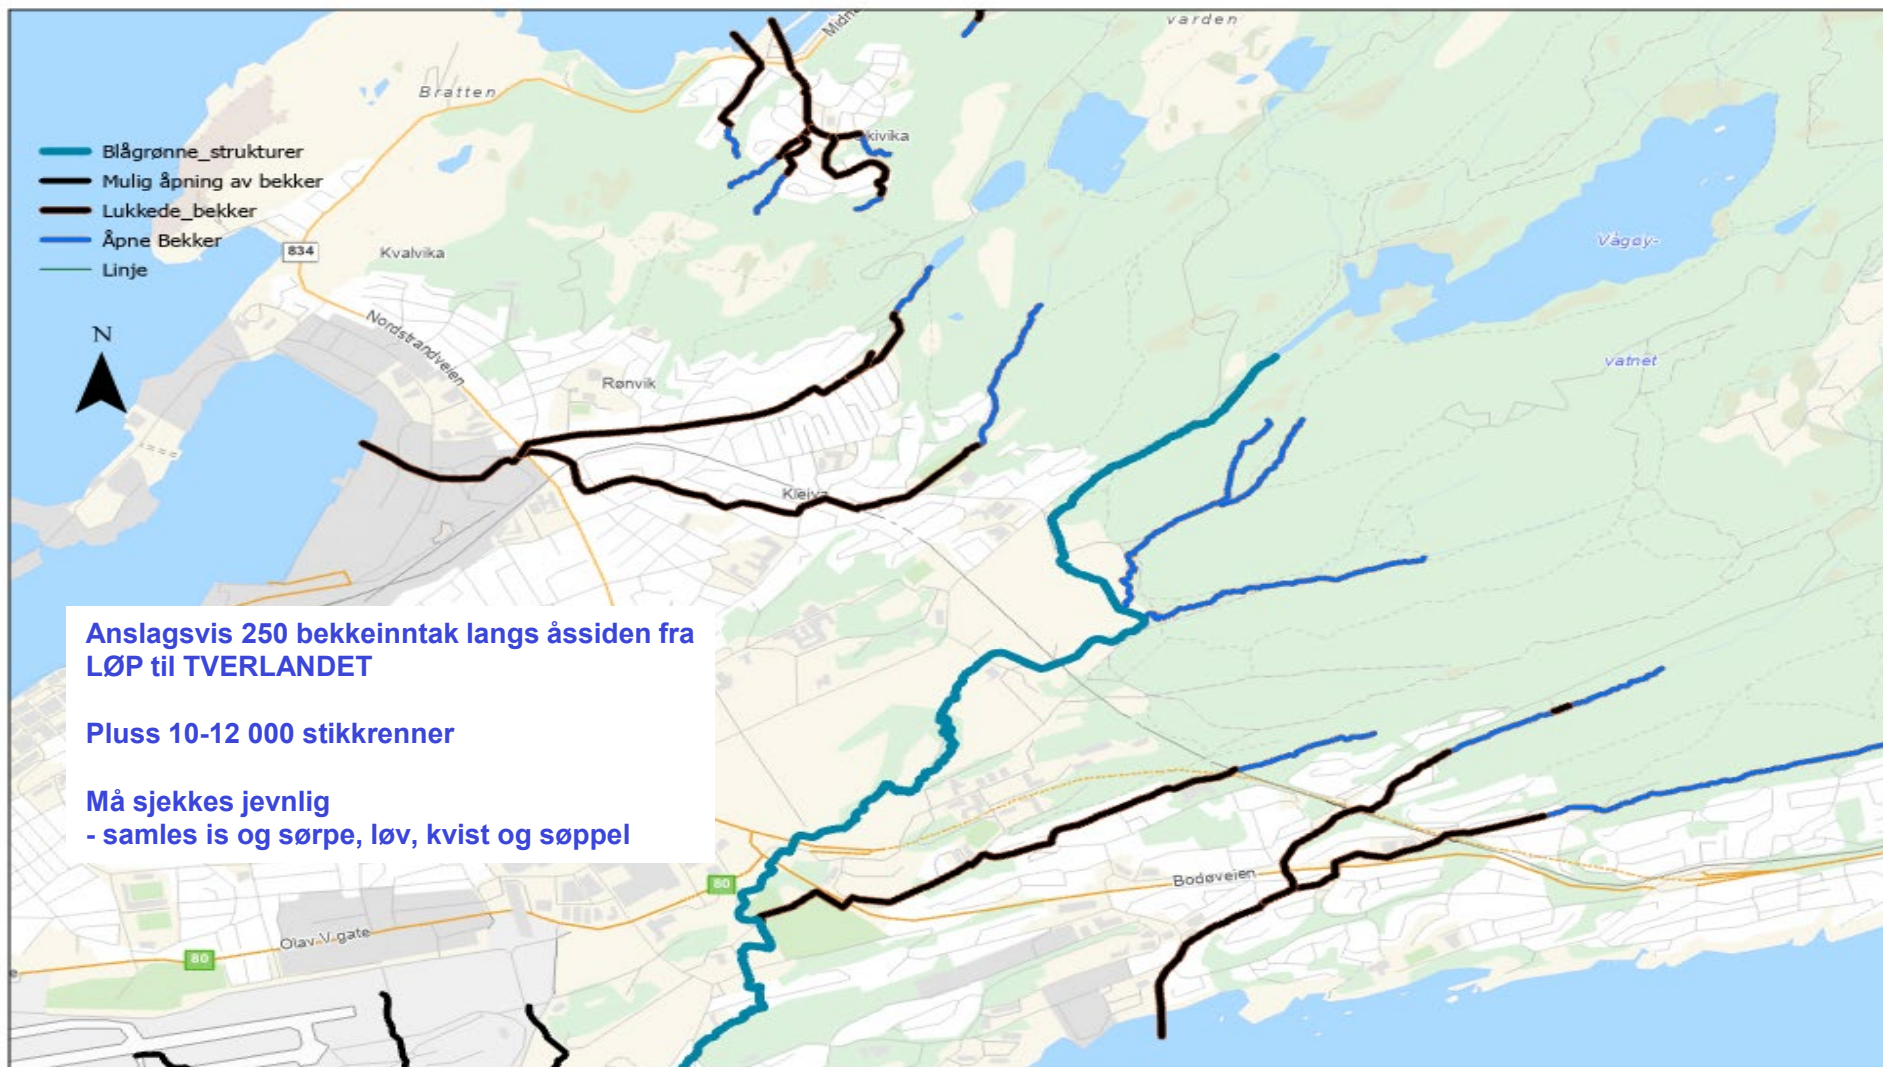 varden
Midn
Bratten
kivika
Blågrønne_strukturer
Mulig åpning av bekker
Lukkede_bekker
Åpne Bekker
Linje
834
Kvalvika
Vågøy-
N
Nordstrandveien
vatnet
Rønvik
Kleiva
Anslagsvis 250 bekkeinntak langs åssiden fra
LØP til TVERLANDET
Pluss 10-12 000 stikkrenner
Må sjekkes jevnlig
- samles is og sørpe, løv, kvist og søppel
80
Bodøveien
Olav V gate
80
e